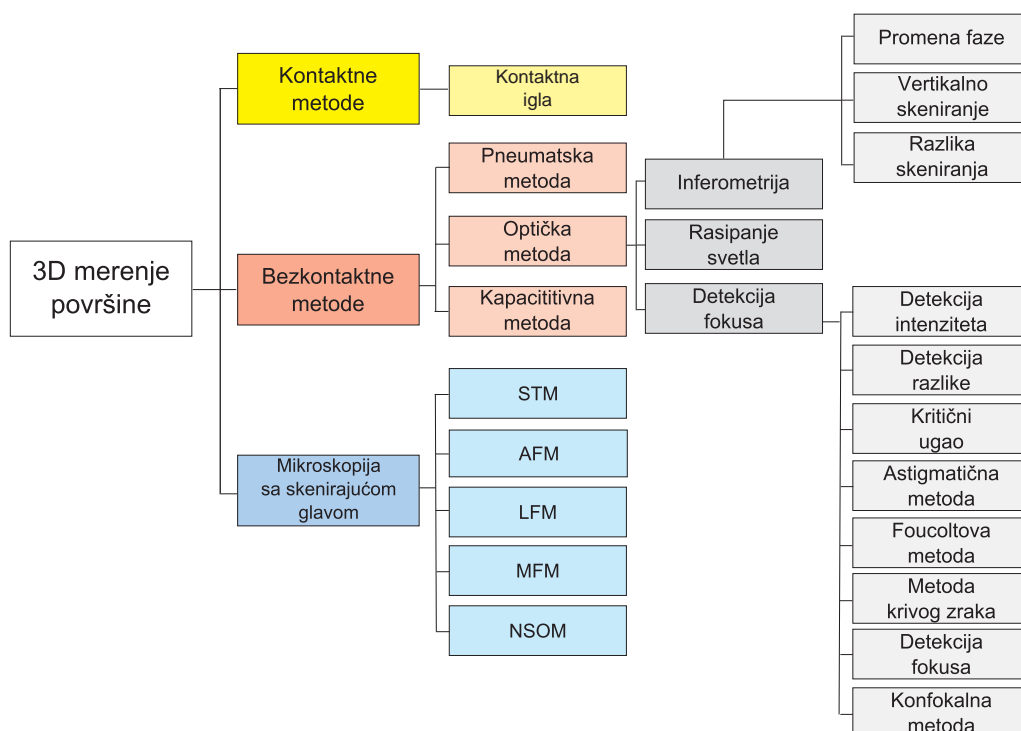 3D merenje
površine
Kontaktne
metode
Kontaktna
igla
Bezkontaktne
metode
Pneumatska
metoda
Optička
metoda
Kapacititivna
metoda
Inferometrija
Rasipanje
svetla
Detekcija
fokusa
Promena faze
Vertikalno
skeniranje
Razlika
skeniranja
Detekcija
intenziteta
Detekcija
razlike
Kritični
ugao
Astigmatična
metoda
Foucoltova
metoda
Metoda
krivog zraka
Detekcija
fokusa
Konfokalna
metoda
Mikroskopija
sa skenirajućom
glavom
STM
AFM
LFM
MFM
NSOM